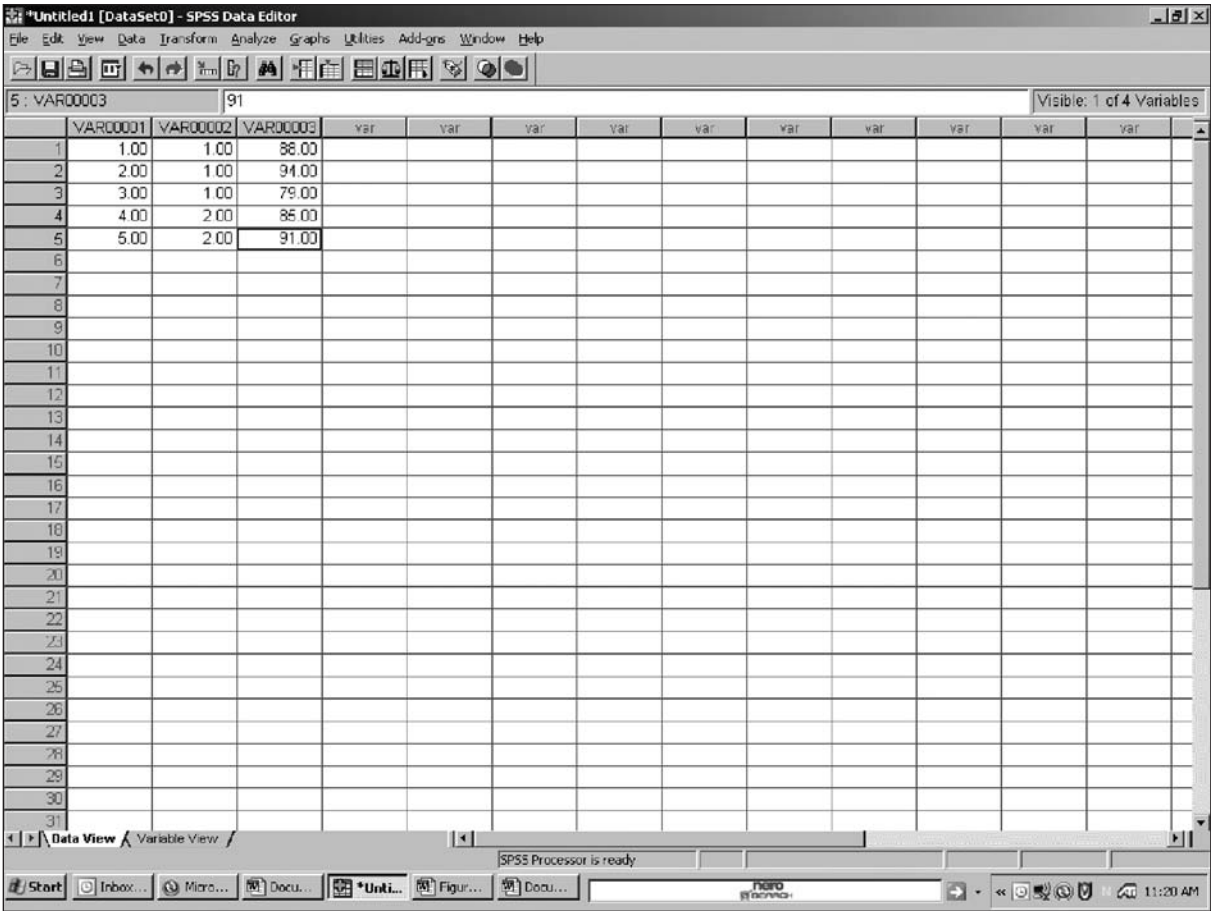 *Untitled1 [DataSet0] - SPSS Data Editor
File Edit View Data Transform Analyze Graphs Utilities Add-ons Window Help
5 : VAR00003 91 Visible: 1 of 4 Variables
VAR00001 VAR00002 VAR00003 var var var var var var var var var var
1 1.00 1.00 88.00
2 2.00 1.00 94.00
3 3.00 1.00 79.00
4 4.00 2.00 85.00
5 5.00 2.00 91.00
6
7
8
9
10
11
12
13
14
15
16
17
18
19
20
21
22
23
24
25
26
27
28
29
30
31
Data View Variable View
SPSS Processor is ready
Start Inbox... Micro... Docu... *Unti... Figur... Docu... nero 11:20 AM